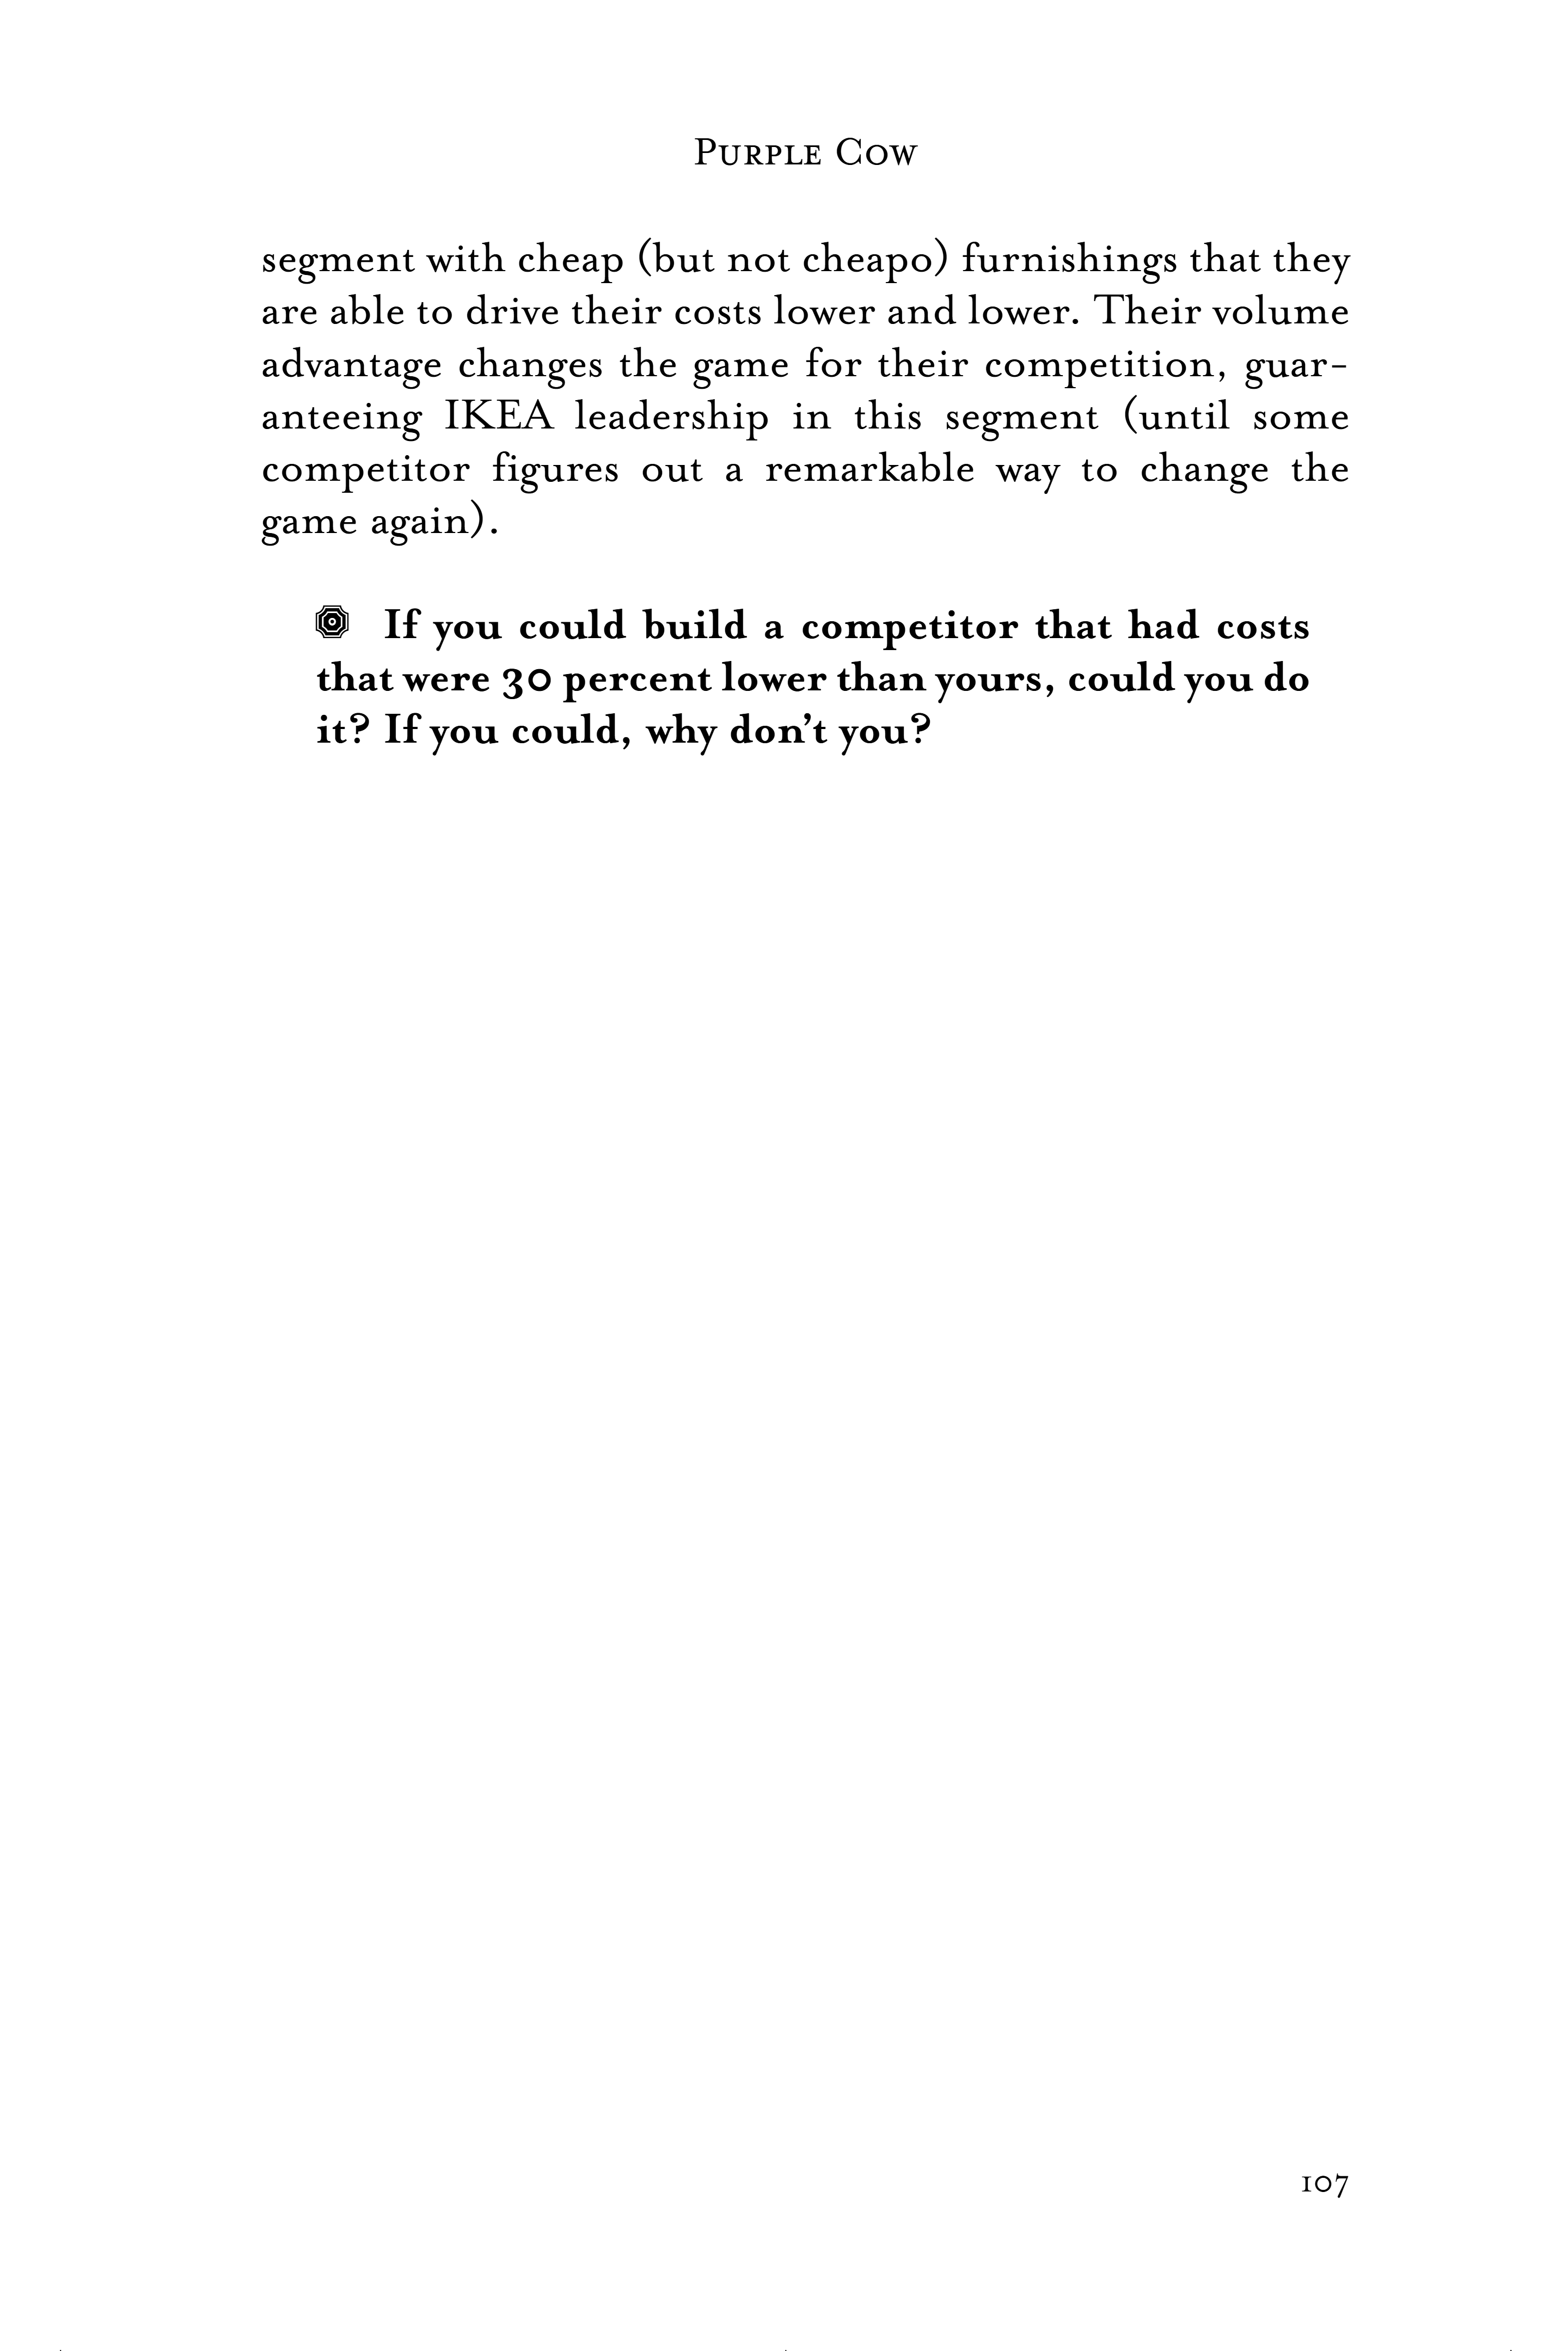 Purple Cow
segment with cheap (but not cheapo) furnishings that they
are able to drive their costs lower and lower. Their volume
advantage changes the game for their competition, guar-
anteeing IKEA leadership in this segment (until some
competitor figures out a remarkable way to change the
game again).
If you could build a competitor that had costs
that were 30 percent lower than yours, could you do
it? If you could, why don’t you?
107